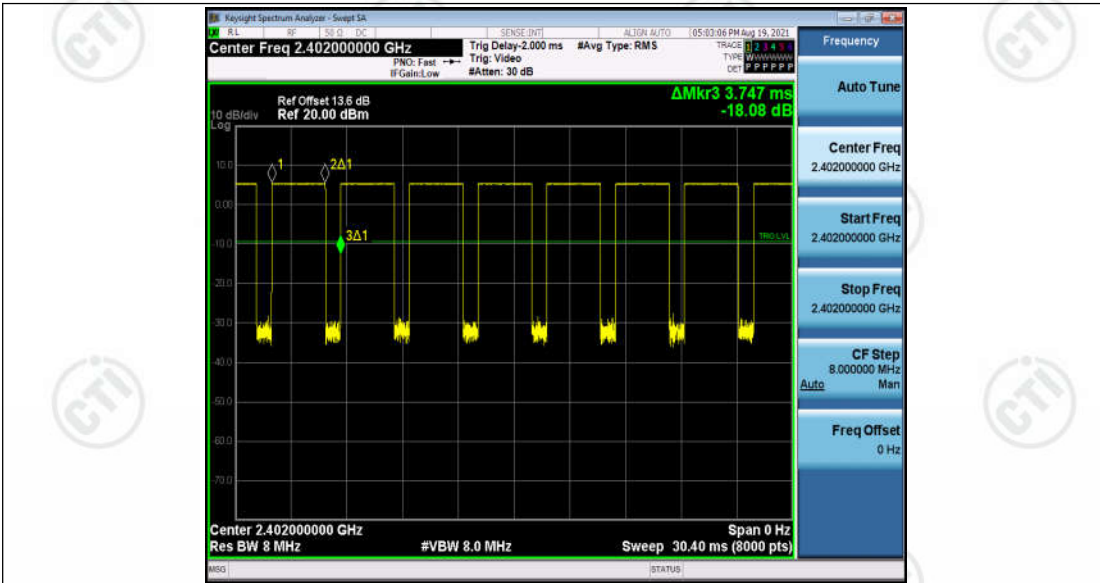 Keysight Spectrum Analyzer - Swept SA
RL RF 50 Ω DC SENSE:INT ALIGN AUTO 05:03:06 PM Aug 19, 2021
Center Freq 2.402000000 GHz
PNO: Fast
IFGain:Low
Trig Delay-2.000 ms
Trig: Video
#Atten: 30 dB
#Avg Type: RMS
TRACE 1 2 3 4 5 6
TYPE W
DET P P P P P P
ΔMkr3 3.747 ms
-18.08 dB
Ref Offset 13.6 dB
10 dB/div Ref 20.00 dBm
Log
10.0
0.00
-10.0
-20.0
-30.0
-40.0
-50.0
-60.0
-70.0
1
2Δ1
3Δ1
TRIG LVL
Center 2.402000000 GHz Span 0 Hz
Res BW 8 MHz #VBW 8.0 MHz Sweep 30.40 ms (8000 pts)
MSG STATUS
Frequency
Auto Tune
Center Freq
2.402000000 GHz
Start Freq
2.402000000 GHz
Stop Freq
2.402000000 GHz
CF Step
8.000000 MHz
Auto Man
Freq Offset
0 Hz
CTI
CTI